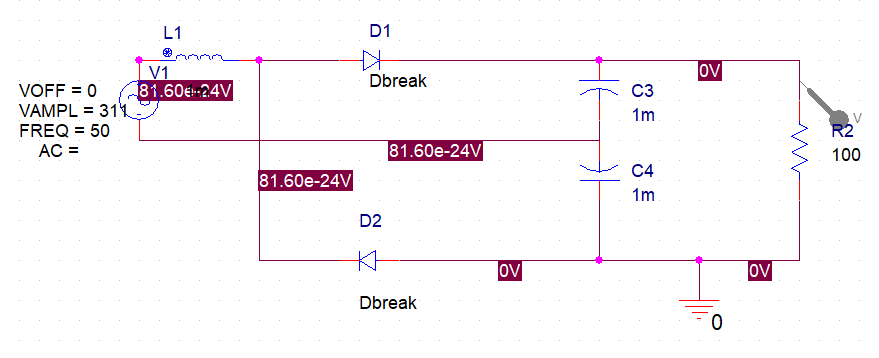 L1
D1
V1
Dbreak
0V
VOFF = 0
81.60e-24V
C3
V
VAMPL = 311
1m
FREQ = 50
R2
AC =
81.60e-24V
100
C4
81.60e-24V
1m
D2
0V
0V
Dbreak
0